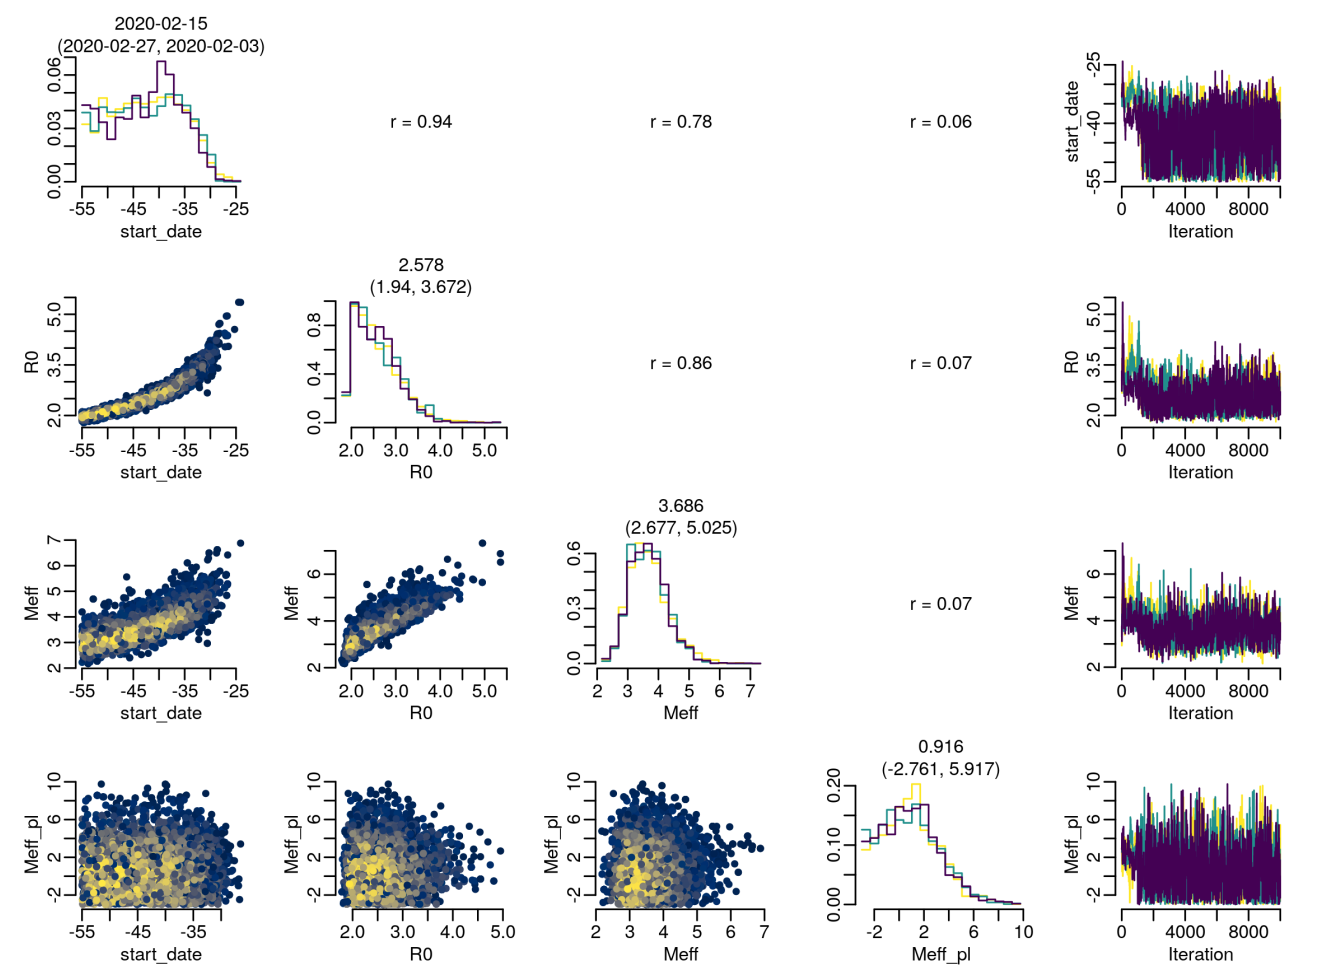 2020-02-15
(2020-02-27, 2020-02-03)
0.00 0.03 0.06
-55 -45 -35 -25
start_date
r = 0.94
r = 0.78
r = 0.06
-55 -40 -25
start_date
0 4000 8000
Iteration
2.0 3.5 5.0
R0
-55 -45 -35 -25
start_date
2.578
(1.94, 3.672)
0.0 0.4 0.8
2.0 3.0 4.0 5.0
R0
r = 0.86
r = 0.07
2.0 3.5 5.0
R0
0 4000 8000
Iteration
2 3 4 5 6 7
Meff
-55 -45 -35 -25
start_date
2 4 6
Meff
2.0 3.0 4.0 5.0
R0
3.686
(2.677, 5.025)
0.0 0.3 0.6
2 3 4 5 6 7
Meff
r = 0.07
2 4 6
Meff
0 4000 8000
Iteration
-2 2 6 10
Meff_pl
-55 -45 -35
start_date
-2 2 6 10
Meff_pl
2.0 3.0 4.0 5.0
R0
-2 2 6 10
Meff_pl
2 3 4 5 6 7
Meff
0.916
(-2.761, 5.917)
0.00 0.10 0.20
-2 2 6 10
Meff_pl
-2 2 6 10
Meff_pl
0 4000 8000
Iteration